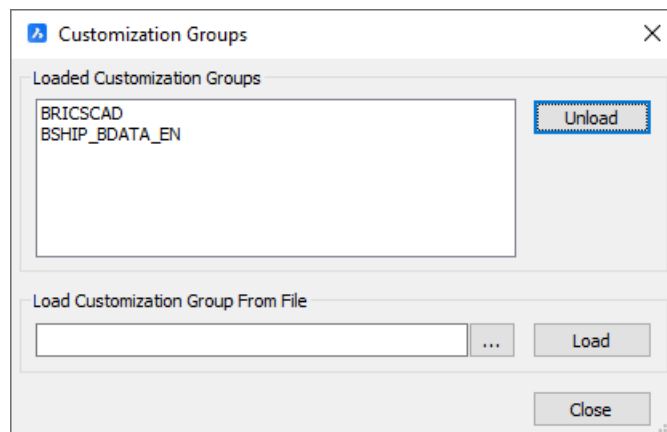 Customization Groups
Loaded Customization Groups
BRICSCAD
BSHIP_BDATA_EN
Unload
Load Customization Group From File
...
Load
Close